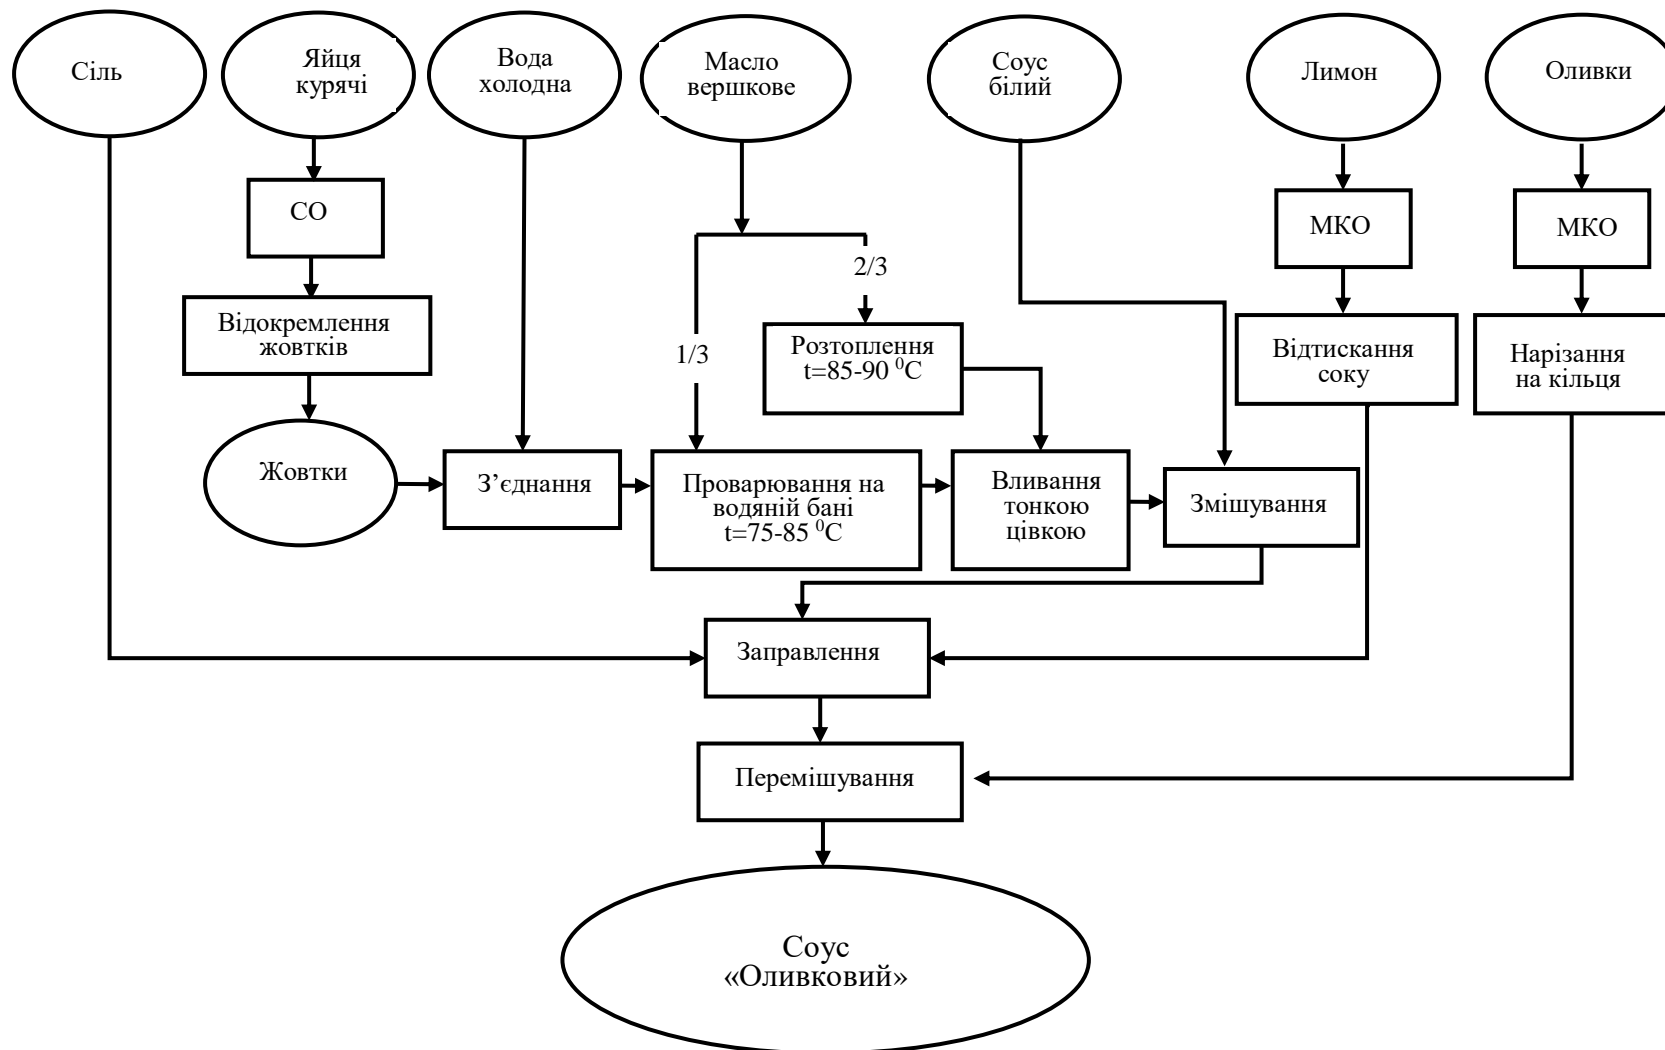 Сіль
Яйця
курячі
Вода
холодна
Масло
вершкове
Соус
білий
Лимон
Оливки
СО
МКО
МКО
2/3
1/3
Відокремлення
жовтків
Розтоплення
t=85-90 ⁰С
Відтискання
соку
Нарізання
на кільця
Жовтки
З’єднання
Проварювання на
водяній бані
t=75-85 ⁰С
Вливання
тонкою
цівкою
Змішування
Заправлення
Перемішування
Соус
«Оливковий»